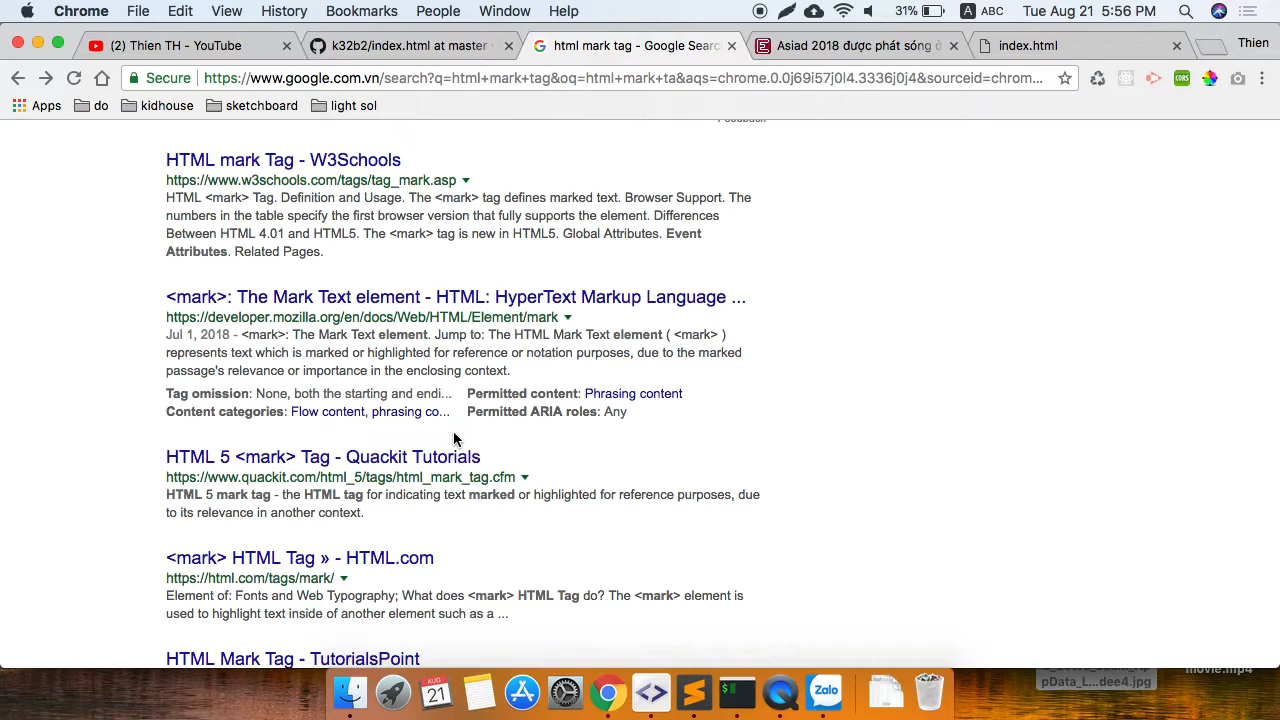 Chrome File Edit View History Bookmarks People Window Help 31% A ABC Tue Aug 21 5:56 PM
(2) Thien TH - YouTube k32b2/index.html at master html mark tag - Google Searc Asiad 2018 được phát sóng ở index.html Thien
Secure https://www.google.com.vn/search?q=html+mark+tag&oq=html+mark+ta&aqs=chrome.0.0j69i57j0l4.3336j0j4&sourceid=chrom...
Apps do kidhouse sketchboard light sol
Feedback
HTML mark Tag - W3Schools
https://www.w3schools.com/tags/tag_mark.asp
HTML <mark> Tag. Definition and Usage. The <mark> tag defines marked text. Browser Support. The
numbers in the table specify the first browser version that fully supports the element. Differences
Between HTML 4.01 and HTML5. The <mark> tag is new in HTML5. Global Attributes. Event
Attributes. Related Pages.
<mark>: The Mark Text element - HTML: HyperText Markup Language ...
https://developer.mozilla.org/en/docs/Web/HTML/Element/mark
Jul 1, 2018 - <mark>: The Mark Text element. Jump to: The HTML Mark Text element ( <mark> )
represents text which is marked or highlighted for reference or notation purposes, due to the marked
passage's relevance or importance in the enclosing context.
Tag omission: None, both the starting and endi... Permitted content: Phrasing content
Content categories: Flow content, phrasing co... Permitted ARIA roles: Any
HTML 5 <mark> Tag - Quackit Tutorials
https://www.quackit.com/html_5/tags/html_mark_tag.cfm
HTML 5 mark tag - the HTML tag for indicating text marked or highlighted for reference purposes, due
to its relevance in another context.
<mark> HTML Tag » - HTML.com
https://html.com/tags/mark/
Element of: Fonts and Web Typography; What does <mark> HTML Tag do? The <mark> element is
used to highlight text inside of another element such as a ...
HTML Mark Tag - TutorialsPoint
movie.mp4
pData_L...dee4.jpg
AUG
21
Zalo
CORS